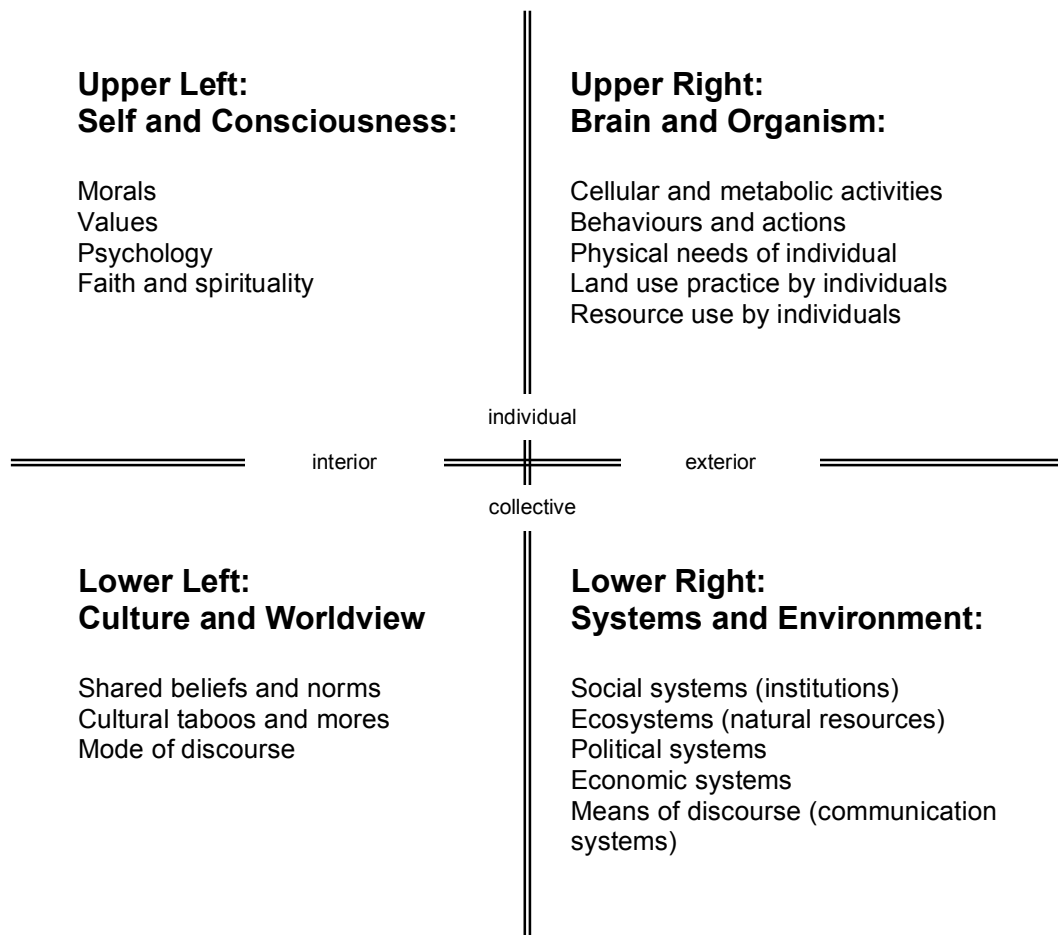 Upper Left:
Self and Consciousness:
Morals
Values
Psychology
Faith and spirituality
Upper Right:
Brain and Organism:
Cellular and metabolic activities
Behaviours and actions
Physical needs of individual
Land use practice by individuals
Resource use by individuals
individual
interior
exterior
collective
Lower Left:
Culture and Worldview
Shared beliefs and norms
Cultural taboos and mores
Mode of discourse
Lower Right:
Systems and Environment:
Social systems (institutions)
Ecosystems (natural resources)
Political systems
Economic systems
Means of discourse (communication
systems)